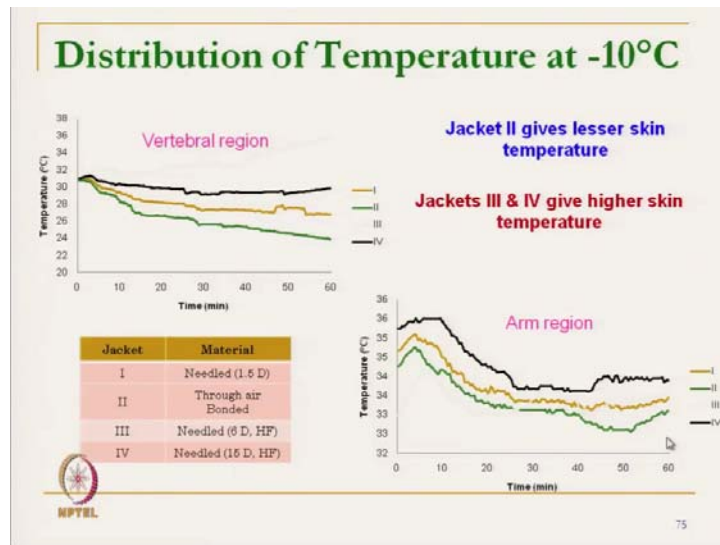 Distribution of Temperature at -10°C
Vertebral region
Temperature (°C)
38
36
34
32
30
28
26
24
22
20
0 10 20 30 40 50 60
Time (min)
I
II
III
IV
Jacket II gives lesser skin
temperature
Jackets III & IV give higher skin
temperature
Jacket Material
I Needled (1.5 D)
II Through air
Bonded
III Needled (6 D, HF)
IV Needled (15 D, HF)
Arm region
Temperature (°C)
36
35
35
34
34
33
33
32
0 10 20 30 40 50 60
Time (min)
I
II
III
IV
NPTEL
75